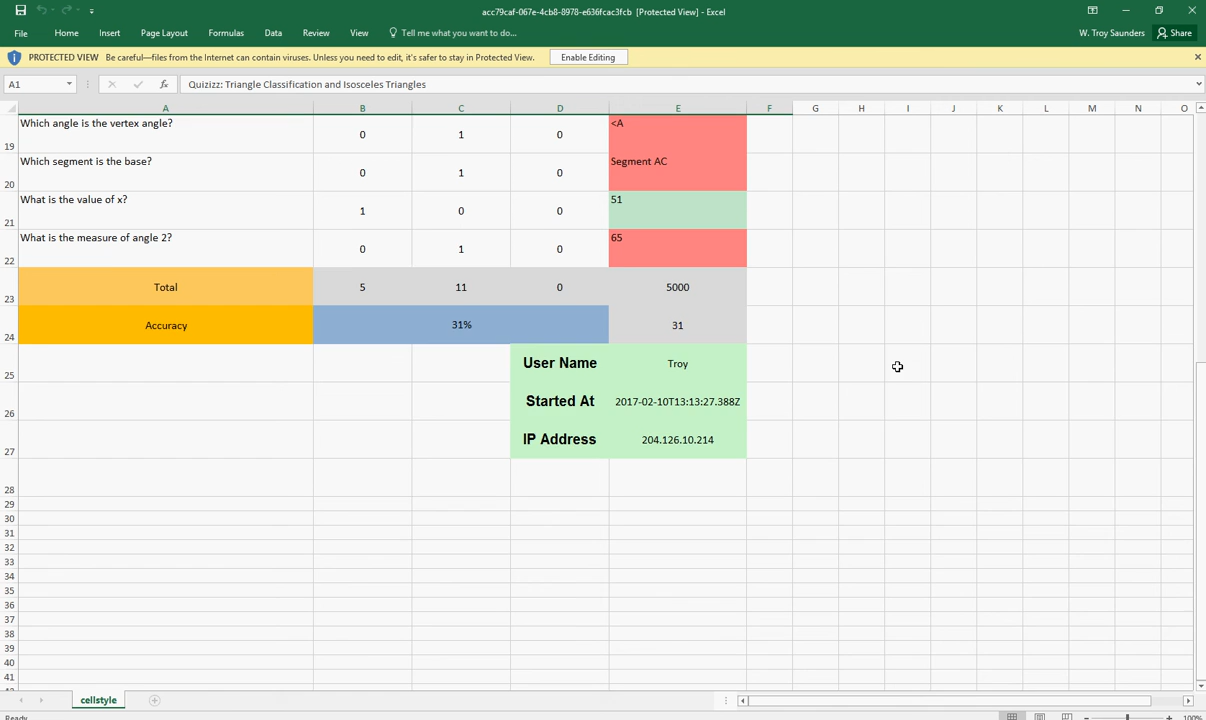 acc79caf-067e-4cb8-8978-e636fcac3fcb [Protected View] - Excel
File Home Insert Page Layout Formulas Data Review View Tell me what you want to do... W. Troy Saunders Share
PROTECTED VIEW Be careful—files from the Internet can contain viruses. Unless you need to edit, it's safer to stay in Protected View. Enable Editing
A1 fx Quizizz: Triangle Classification and Isosceles Triangles
A B C D E F G H I J K L M N O
19 Which angle is the vertex angle? 0 1 0 <A
20 Which segment is the base? 0 1 0 Segment AC
21 What is the value of x? 1 0 0 51
22 What is the measure of angle 2? 0 1 0 65
23 Total 5 11 0 5000
24 Accuracy 31% 31
25 User Name Troy
26 Started At 2017-02-10T13:13:27.388Z
27 IP Address 204.126.10.214
28
29
30
31
32
33
34
35
36
37
38
39
40
41
cellstyle
Ready 100%